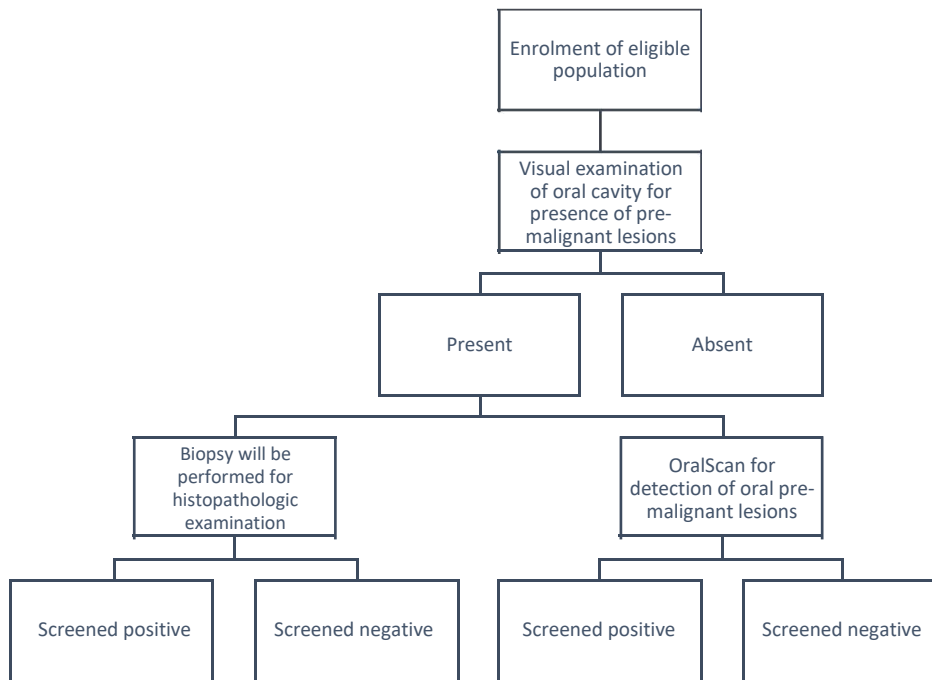 Enrolment of eligible
population
Visual examination
of oral cavity for
presence of pre-
malignant lesions
Present
Absent
Biopsy will be
performed for
histopathologic
examination
OralScan for
detection of oral pre-
malignant lesions
Screened positive
Screened negative
Screened positive
Screened negative